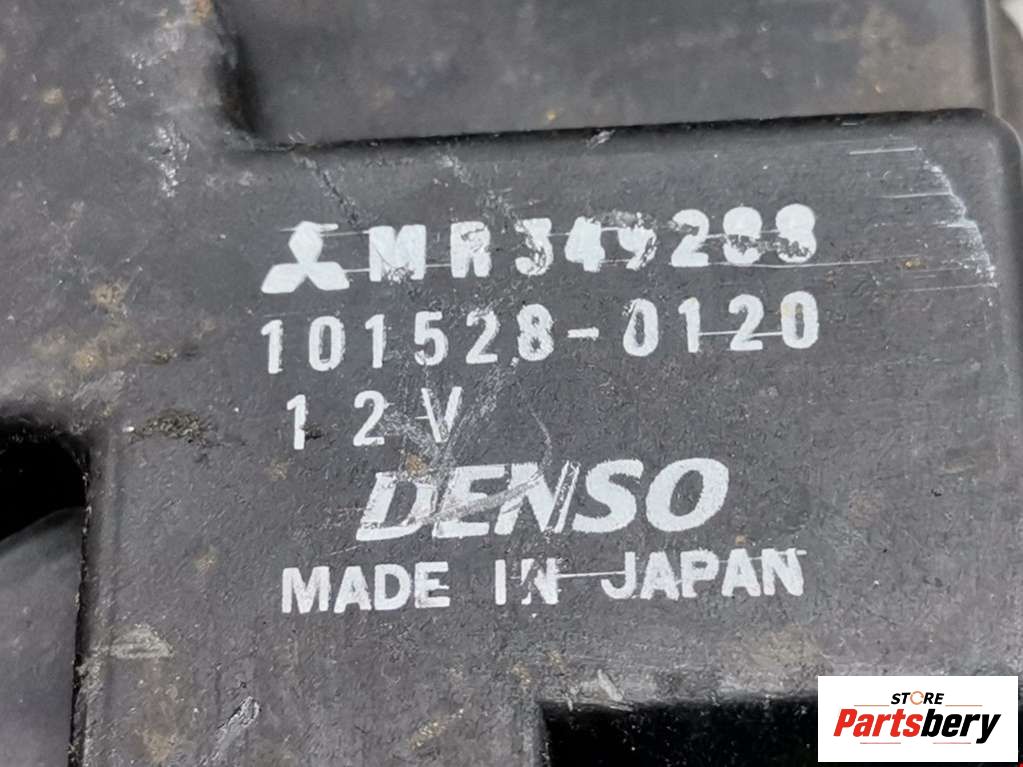 MR349288
101528-0120
12V
DENSO
MADE IN JAPAN
STORE
Partsbery